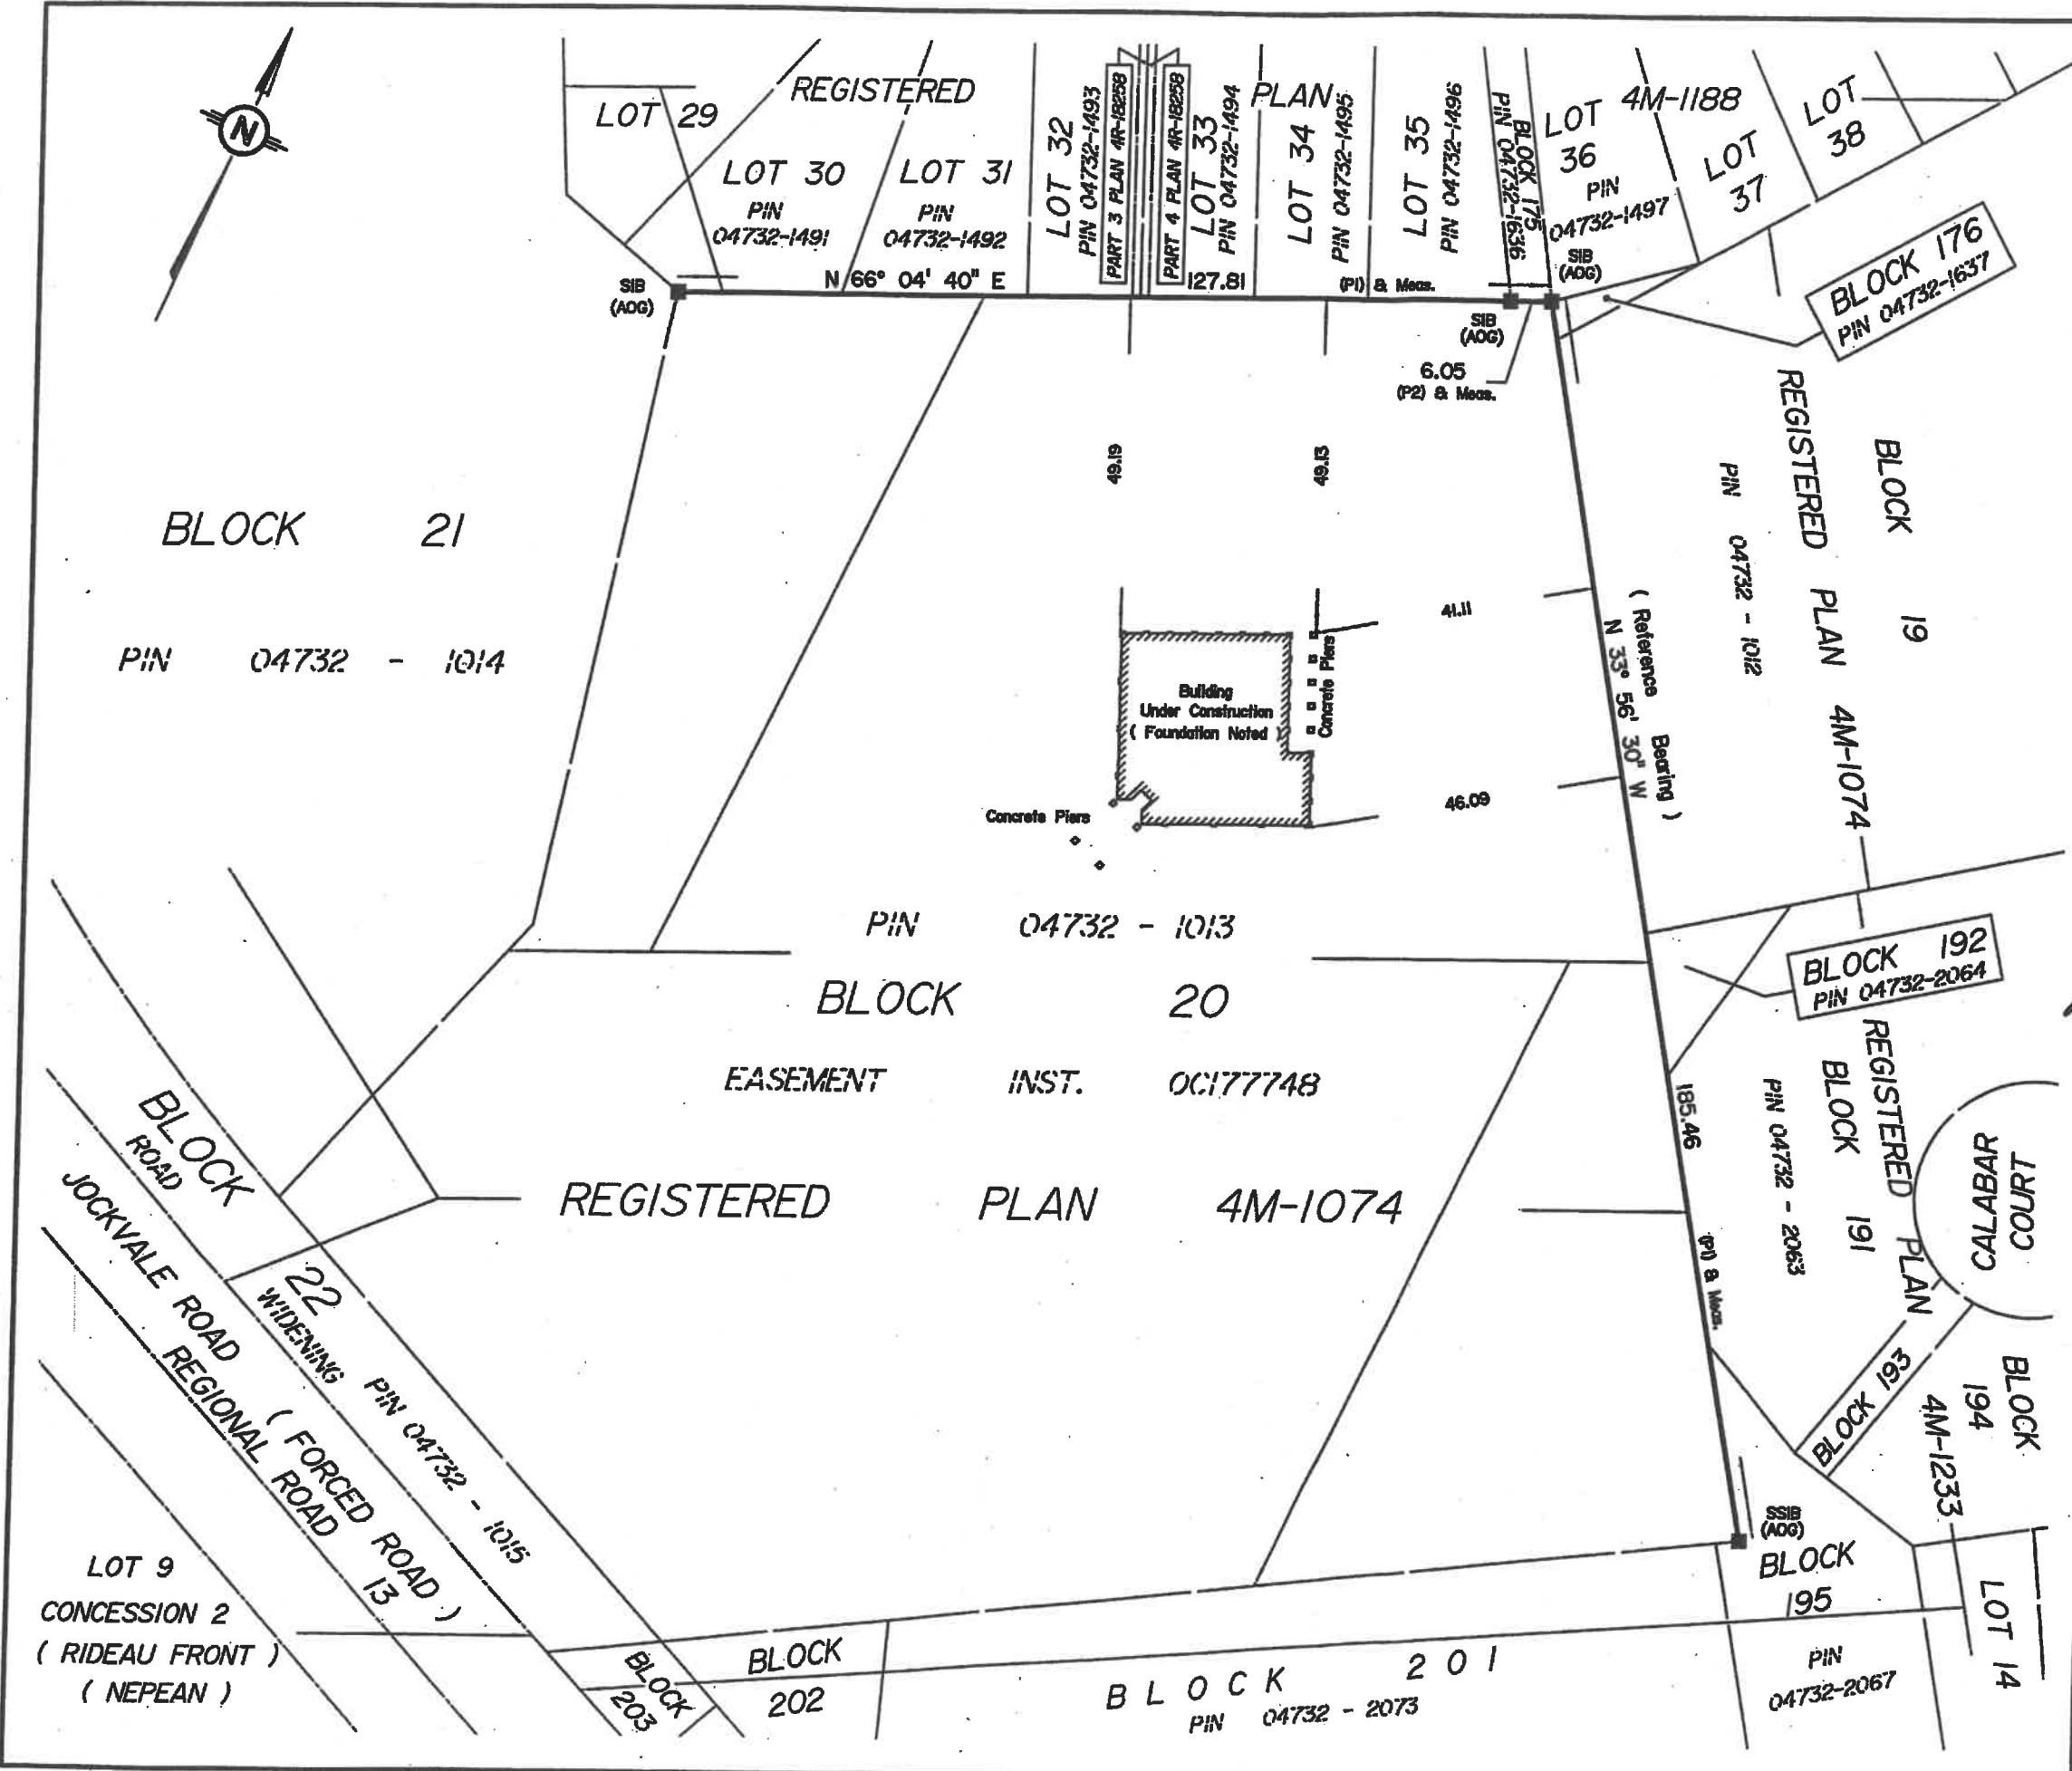 N
REGISTERED
PLAN
4M-1188
LOT 29
LOT 30
PIN
04732-1491
LOT 31
PIN
04732-1492
LOT 32
PIN 04732-1493
PART 3 PLAN 4R-18258
PART 4 PLAN 4R-18258
LOT 33
PIN 04732-1494
LOT 34
PIN 04732-1495
LOT 35
PIN 04732-1496
BLOCK 175
PIN 04732-1636
LOT
36
PIN
04732-1497
LOT
37
LOT
38
BLOCK 176
PIN 04732-1637
SIB
(AOG)
N 66° 04' 40" E
127.81
(P1) & Meas.
SIB
(AOG)
SIB
(AOG)
6.05
(P2) & Meas.
49.19
49.13
BLOCK 21
PIN 04732 - 1014
41.11
46.09
Building
Under Construction
( Foundation Noted )
Concrete Piers
Concrete Piers
( Reference Bearing )
N 33° 56' 30" W
BLOCK 19
REGISTERED PLAN 4M-1074
PIN 04732 - 1012
PIN 04732 - 1013
BLOCK 20
EASEMENT INST. OC177748
REGISTERED PLAN 4M-1074
BLOCK 192
PIN 04732-2064
185.46
(P1) & Meas.
REGISTERED PLAN
BLOCK 191
PIN 04732 - 2063
CALABAR
COURT
BLOCK 193
BLOCK
194
4M-1233
SSIB
(AOG)
BLOCK
195
PIN
04732-2067
LOT 14
BLOCK 22
ROAD WIDENING PIN 04732 - 1015
JOCKVALE ROAD ( FORCED ROAD )
REGIONAL ROAD 13
LOT 9
CONCESSION 2
( RIDEAU FRONT )
( NEPEAN )
BLOCK
203
BLOCK
202
BLOCK 201
PIN 04732 - 2073